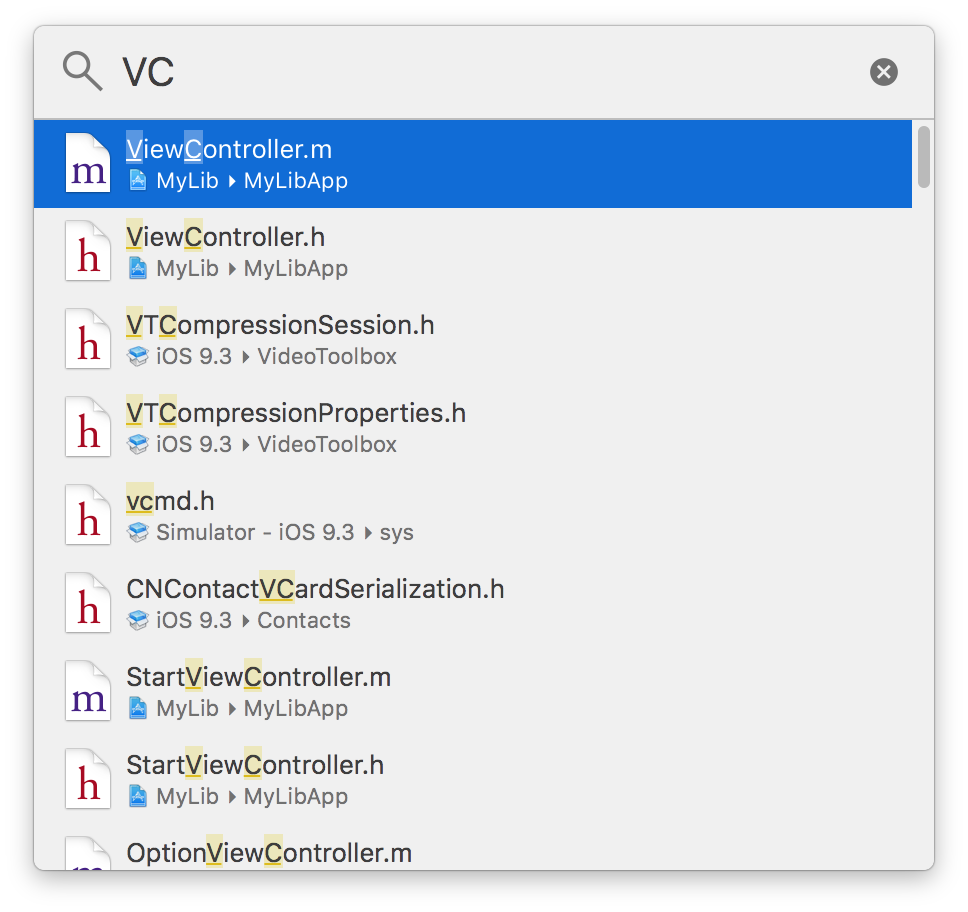 VC
m
ViewController.m
MyLib ▸ MyLibApp
h
ViewController.h
MyLib ▸ MyLibApp
h
VTCompressionSession.h
iOS 9.3 ▸ VideoToolbox
h
VTCompressionProperties.h
iOS 9.3 ▸ VideoToolbox
h
vcmd.h
Simulator - iOS 9.3 ▸ sys
h
CNContactVCardSerialization.h
iOS 9.3 ▸ Contacts
m
StartViewController.m
MyLib ▸ MyLibApp
h
StartViewController.h
MyLib ▸ MyLibApp
m
OptionViewController.m